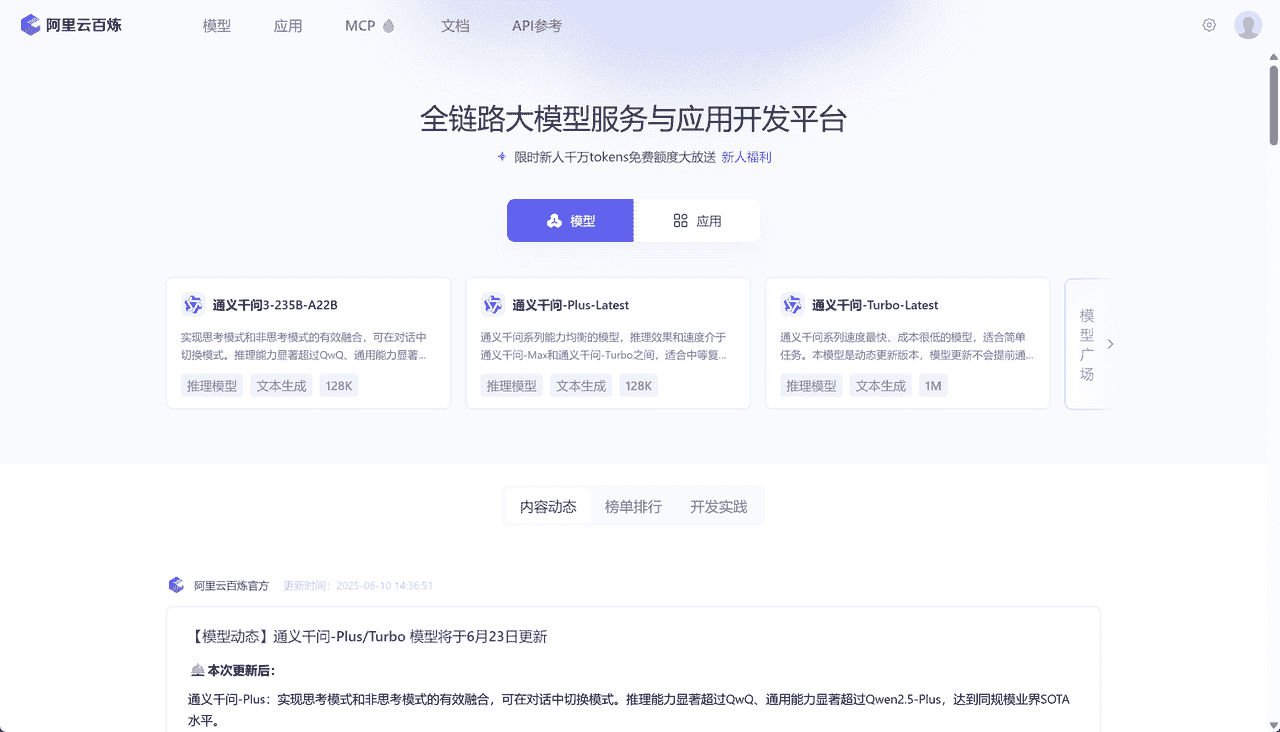 阿里云百炼 模型 应用 MCP 文档 API参考
全链路大模型服务与应用开发平台
限时新人千万tokens免费额度大放送 新人福利
模型 应用
通义千问3-235B-A22B
实现思考模式和非思考模式的有效融合，可在对话中
切换模式。推理能力显著超过QwQ、通用能力显著...
推理模型 文本生成 128K
通义千问-Plus-Latest
通义千问系列能力均衡的模型，推理效果和速度介于
通义千问-Max和通义千问-Turbo之间，适合中等复...
推理模型 文本生成 128K
通义千问-Turbo-Latest
通义千问系列速度最快、成本很低的模型，适合简单
任务。本模型是动态更新版本，模型更新不会提前通...
推理模型 文本生成 1M
模型广场
内容动态 榜单排行 开发实践
阿里云百炼官方 更新时间：2025-06-10 14:36:51
【模型动态】通义千问-Plus/Turbo 模型将于6月23日更新
本次更新后：
通义千问-Plus：实现思考模式和非思考模式的有效融合，可在对话中切换模式。推理能力显著超过QwQ、通用能力显著超过Qwen2.5-Plus，达到同规模业界SOTA
水平。